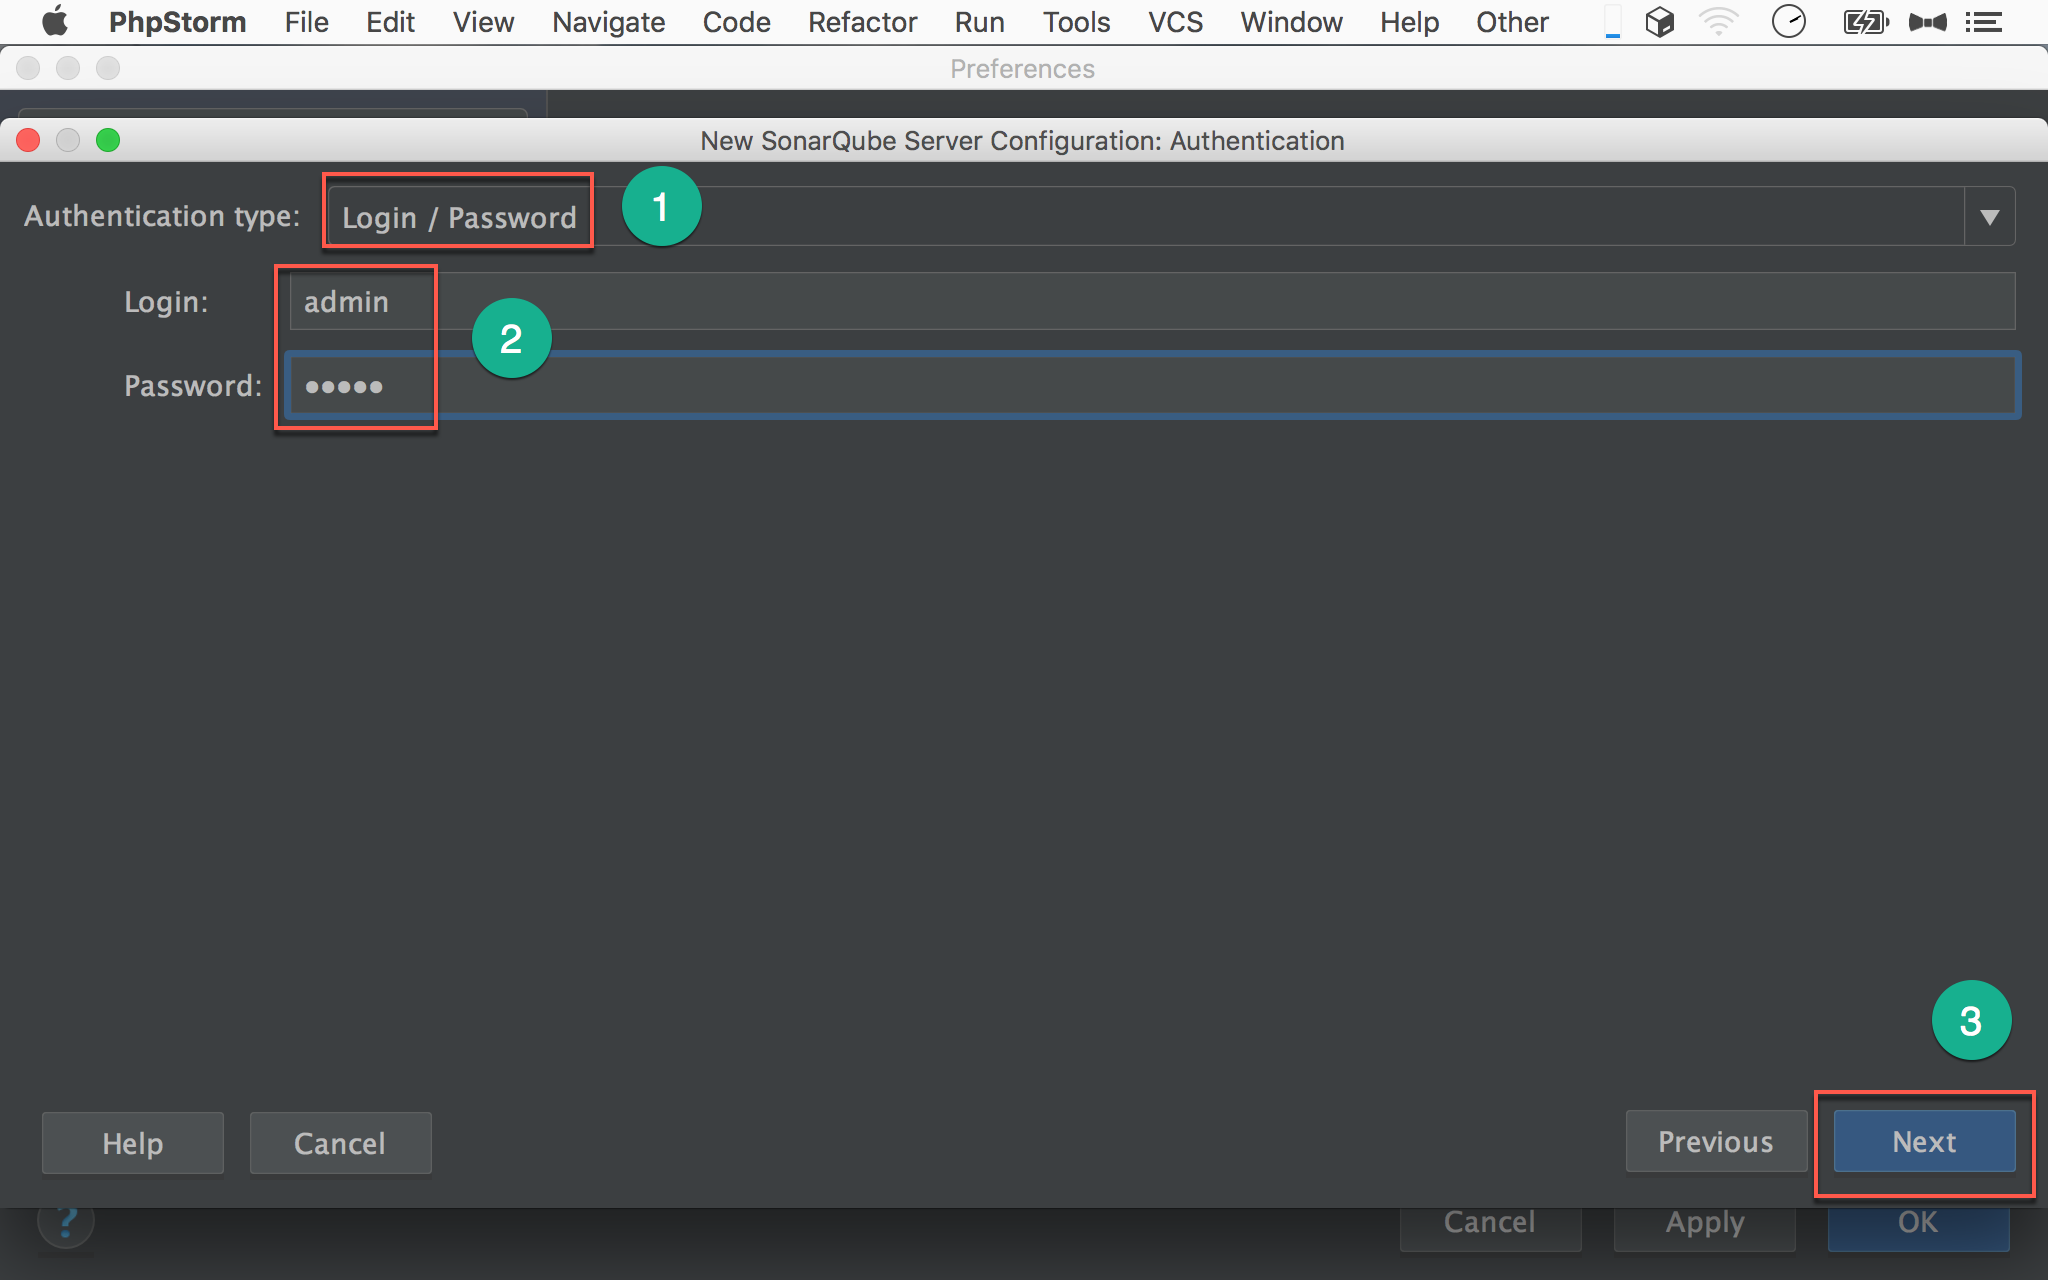 PhpStorm File Edit View Navigate Code Refactor Run Tools VCS Window Help Other
Preferences
New SonarQube Server Configuration: Authentication
Authentication type: Login / Password 1
Login: admin
2
Password: •••••
3
Help Cancel Previous Next
? Cancel Apply OK